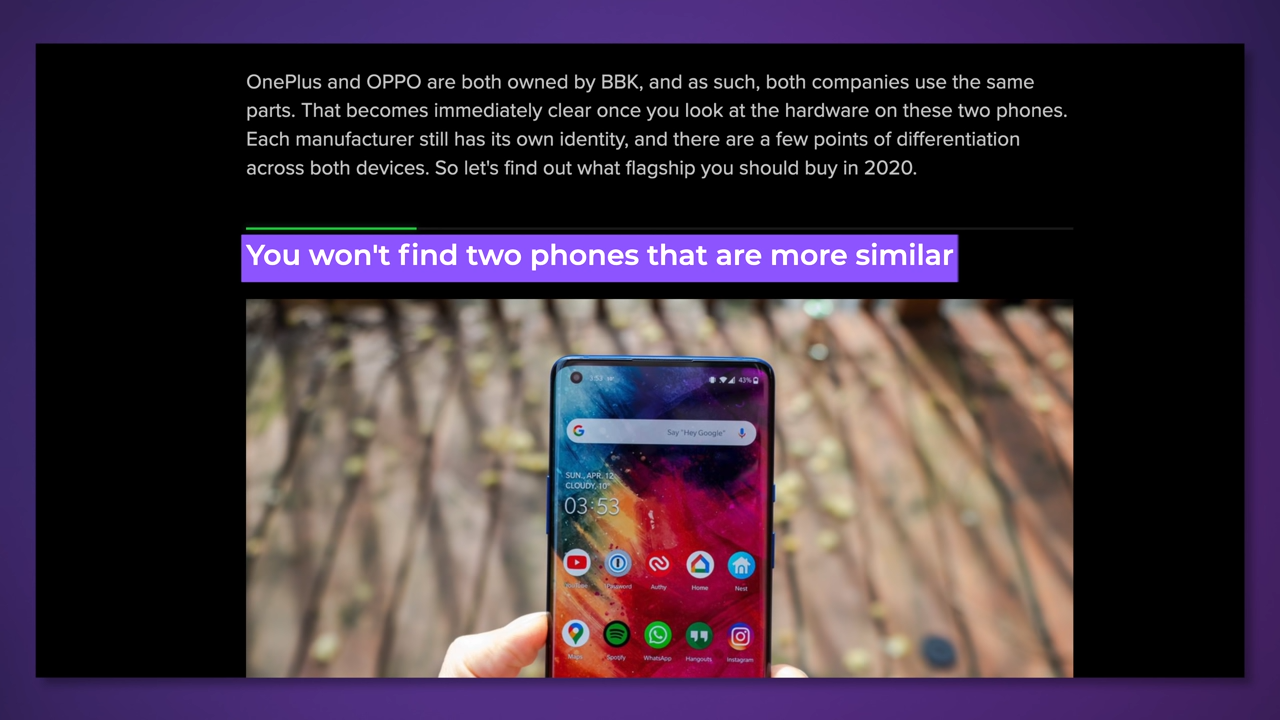 OnePlus and OPPO are both owned by BBK, and as such, both companies use the same
parts. That becomes immediately clear once you look at the hardware on these two phones.
Each manufacturer still has its own identity, and there are a few points of differentiation
across both devices. So let's find out what flagship you should buy in 2020.
You won't find two phones that are more similar
3:53
43%
Say "Hey Google"
SUN., APR. 12
CLOUDY, 10°
03:53
YouTube 1Password Authy Home Nest
Maps Spotify WhatsApp Hangouts Instagram